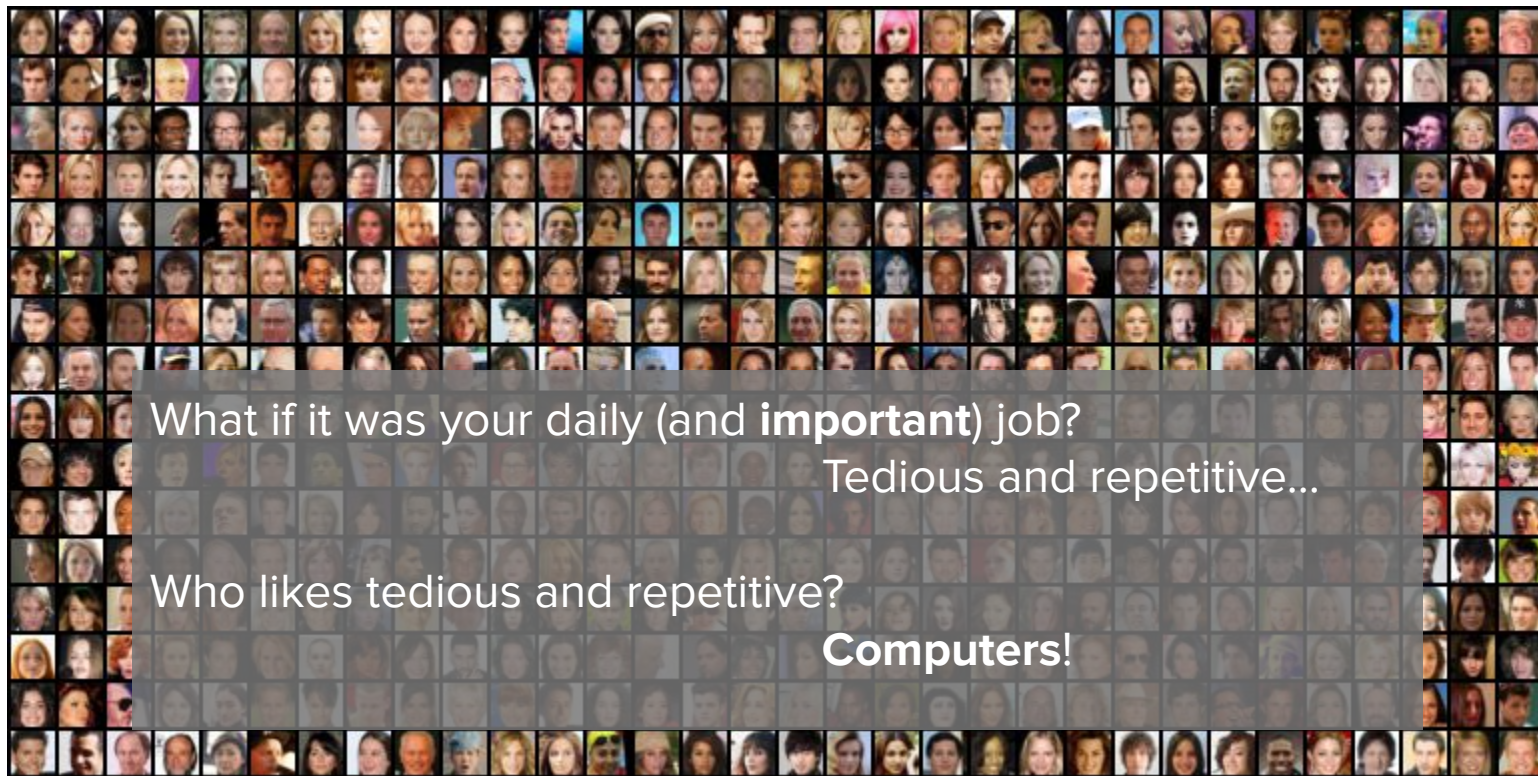 What if it was your daily (and important) job?
Tedious and repetitive...
Who likes tedious and repetitive?
Computers!